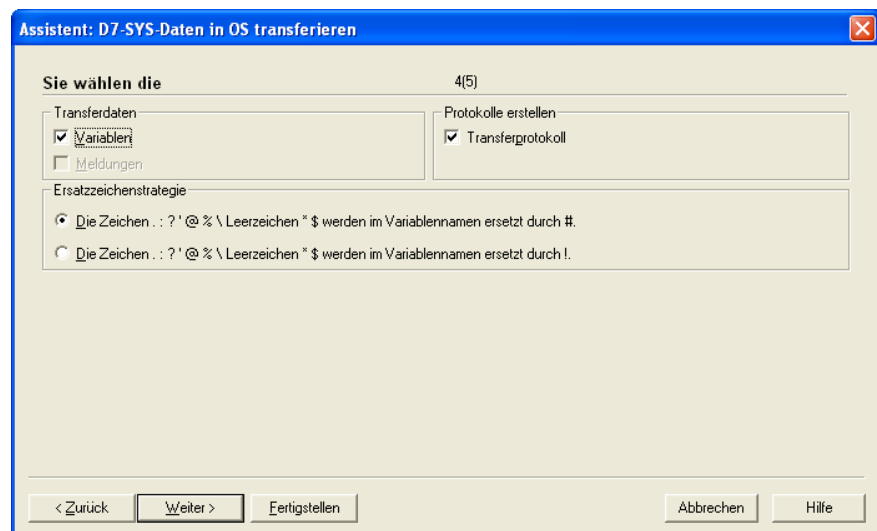 Assistent: D7-SYS-Daten in OS transferieren
Sie wählen die 4(5)
Transferdaten
Variablen
Meldungen
Protokolle erstellen
Transferprotokoll
Ersatzzeichenstrategie
Die Zeichen . : ? ' @ % \ Leerzeichen * $ werden im Variablennamen ersetzt durch #.
Die Zeichen . : ? ' @ % \ Leerzeichen * $ werden im Variablennamen ersetzt durch !.
< Zurück Weiter > Fertigstellen Abbrechen Hilfe